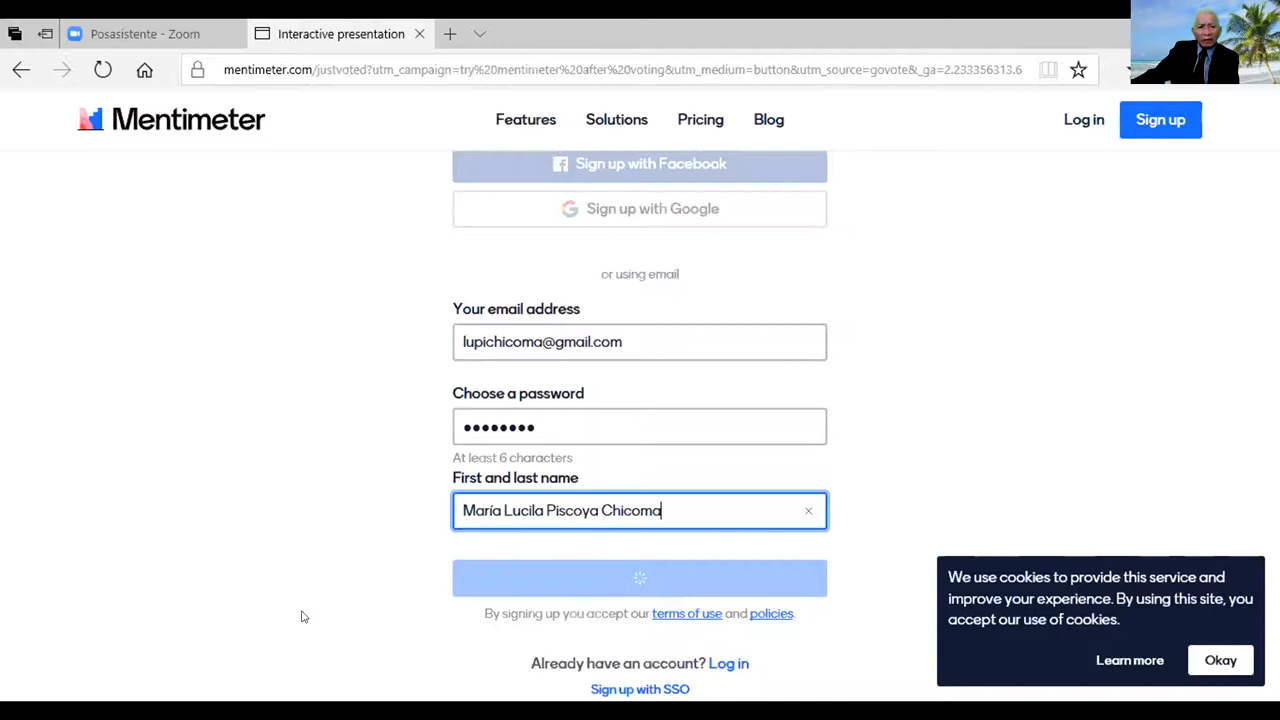 Posasistente - Zoom
Interactive presentation
mentimeter.com/justvoted?utm_campaign=try%20mentimeter%20after%20voting&utm_medium=button&utm_source=govote&_ga=2.233356313.6
Mentimeter
Features Solutions Pricing Blog
Log in
Sign up
Sign up with Facebook
Sign up with Google
or using email
Your email address
lupichicoma@gmail.com
Choose a password
At least 6 characters
First and last name
María Lucila Piscoya Chicoma
By signing up you accept our terms of use and policies.
Already have an account? Log in
Sign up with SSO
We use cookies to provide this service and
improve your experience. By using this site, you
accept our use of cookies.
Learn more
Okay